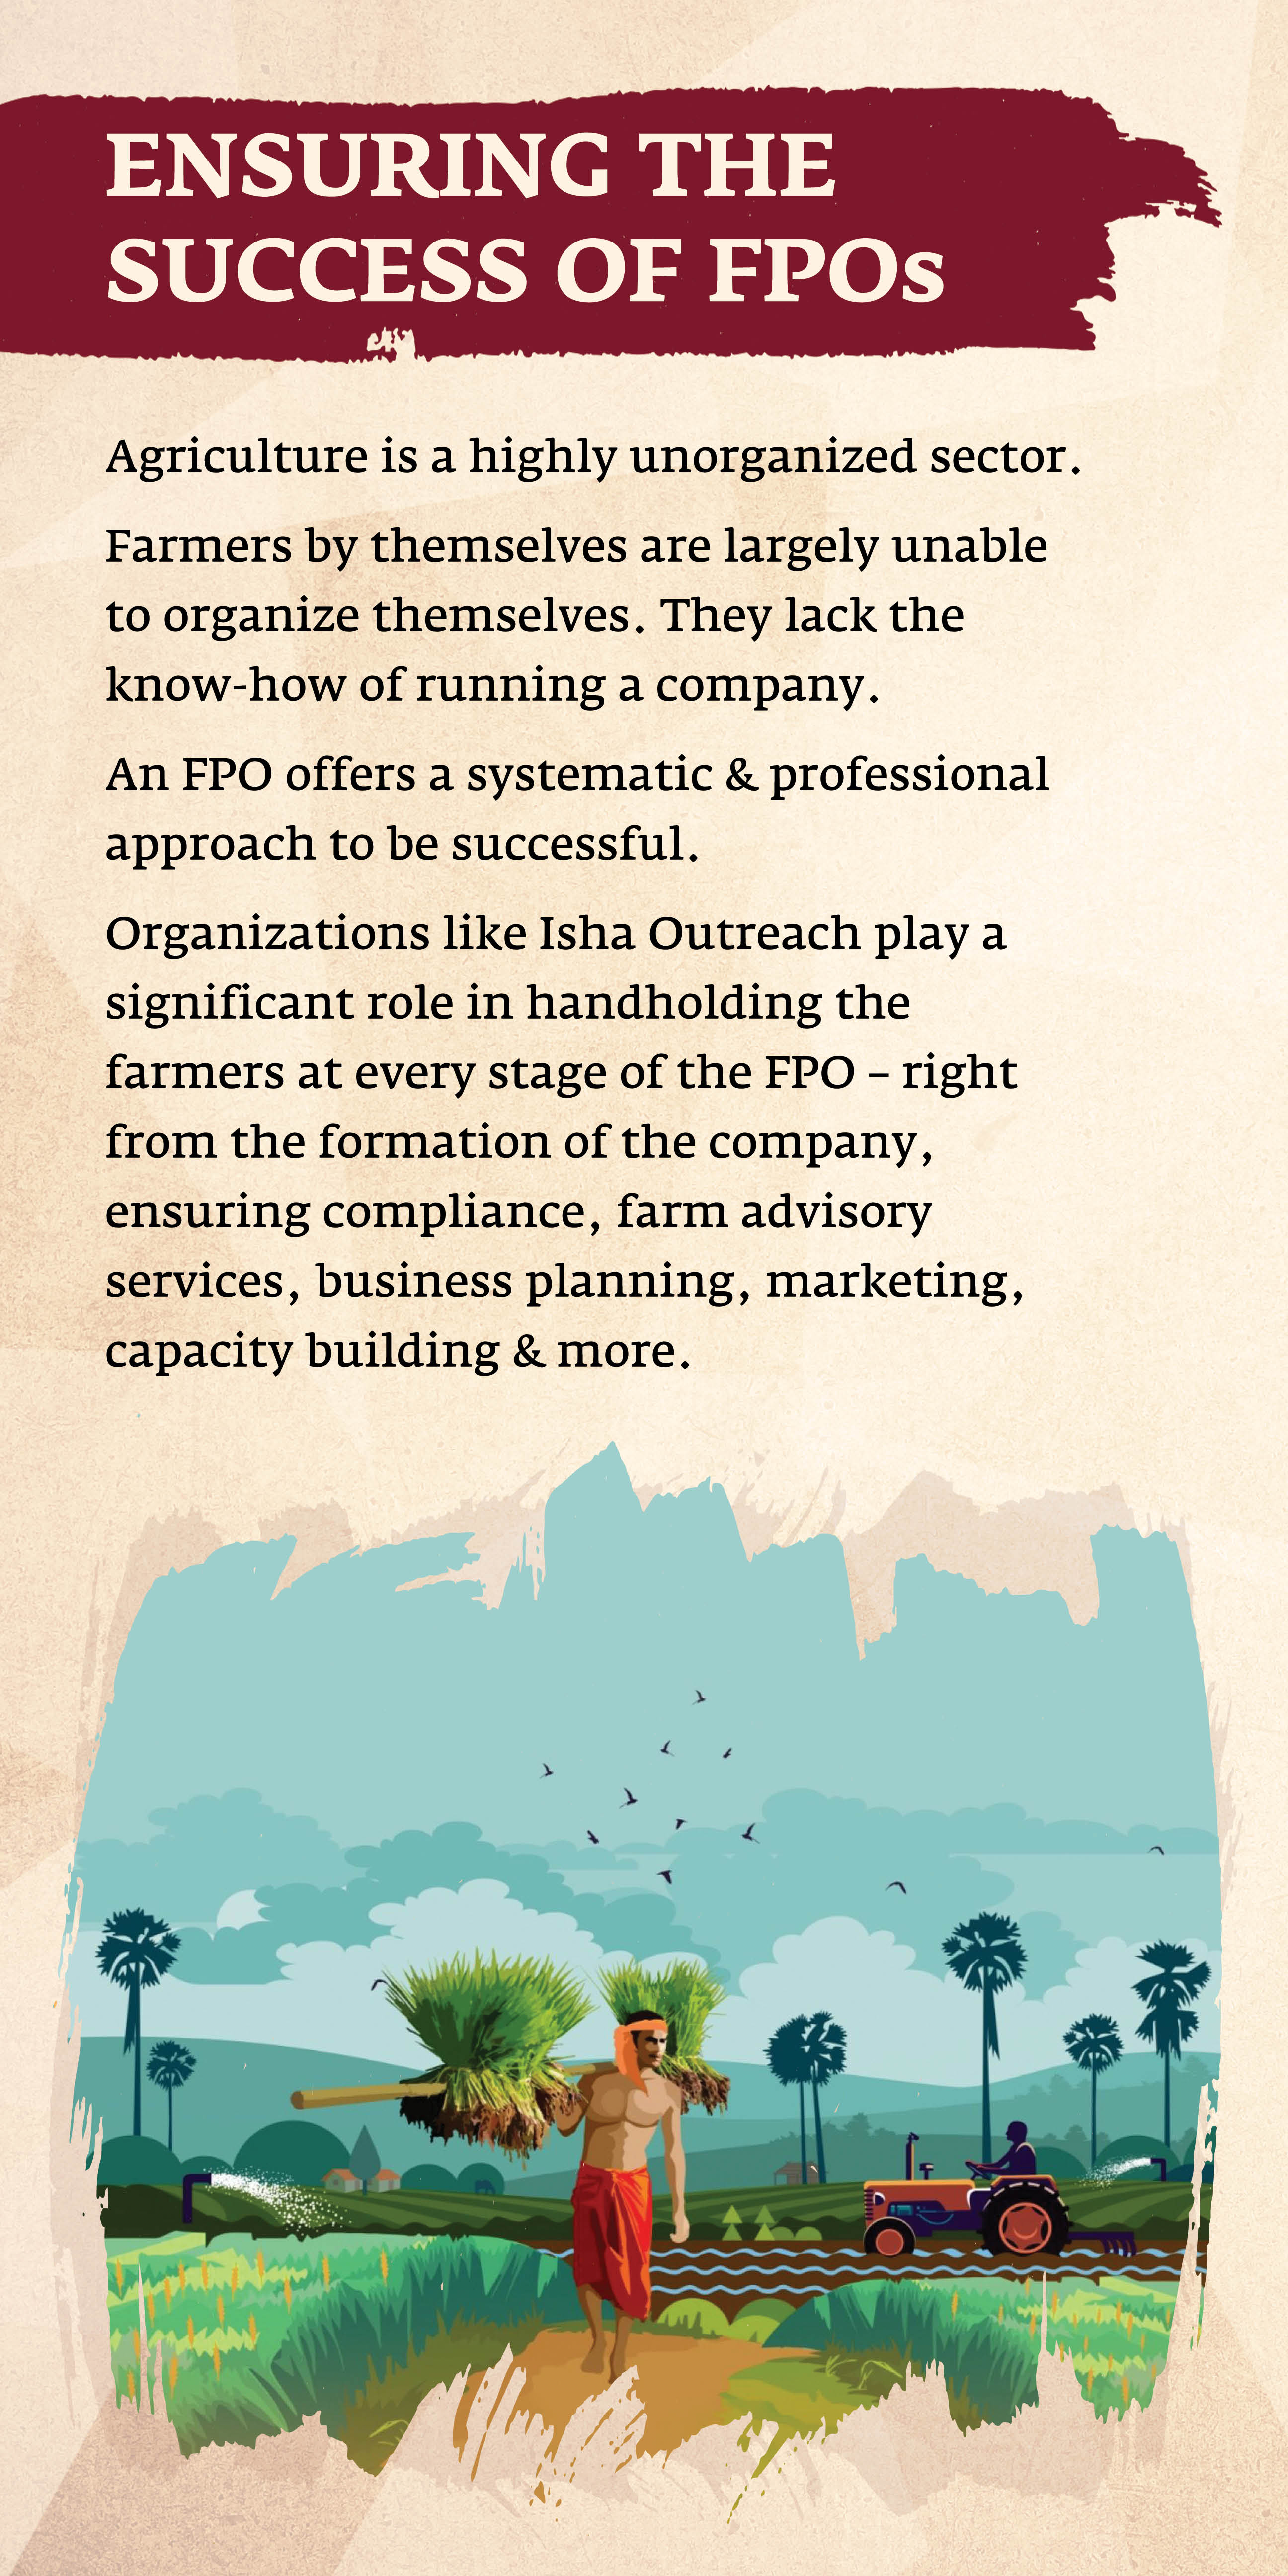 ENSURING THE
SUCCESS OF FPOs
Agriculture is a highly unorganized sector.
Farmers by themselves are largely unable
to organize themselves. They lack the
know-how of running a company.
An FPO offers a systematic & professional
approach to be successful.
Organizations like Isha Outreach play a
significant role in handholding the
farmers at every stage of the FPO – right
from the formation of the company,
ensuring compliance, farm advisory
services, business planning, marketing,
capacity building & more.